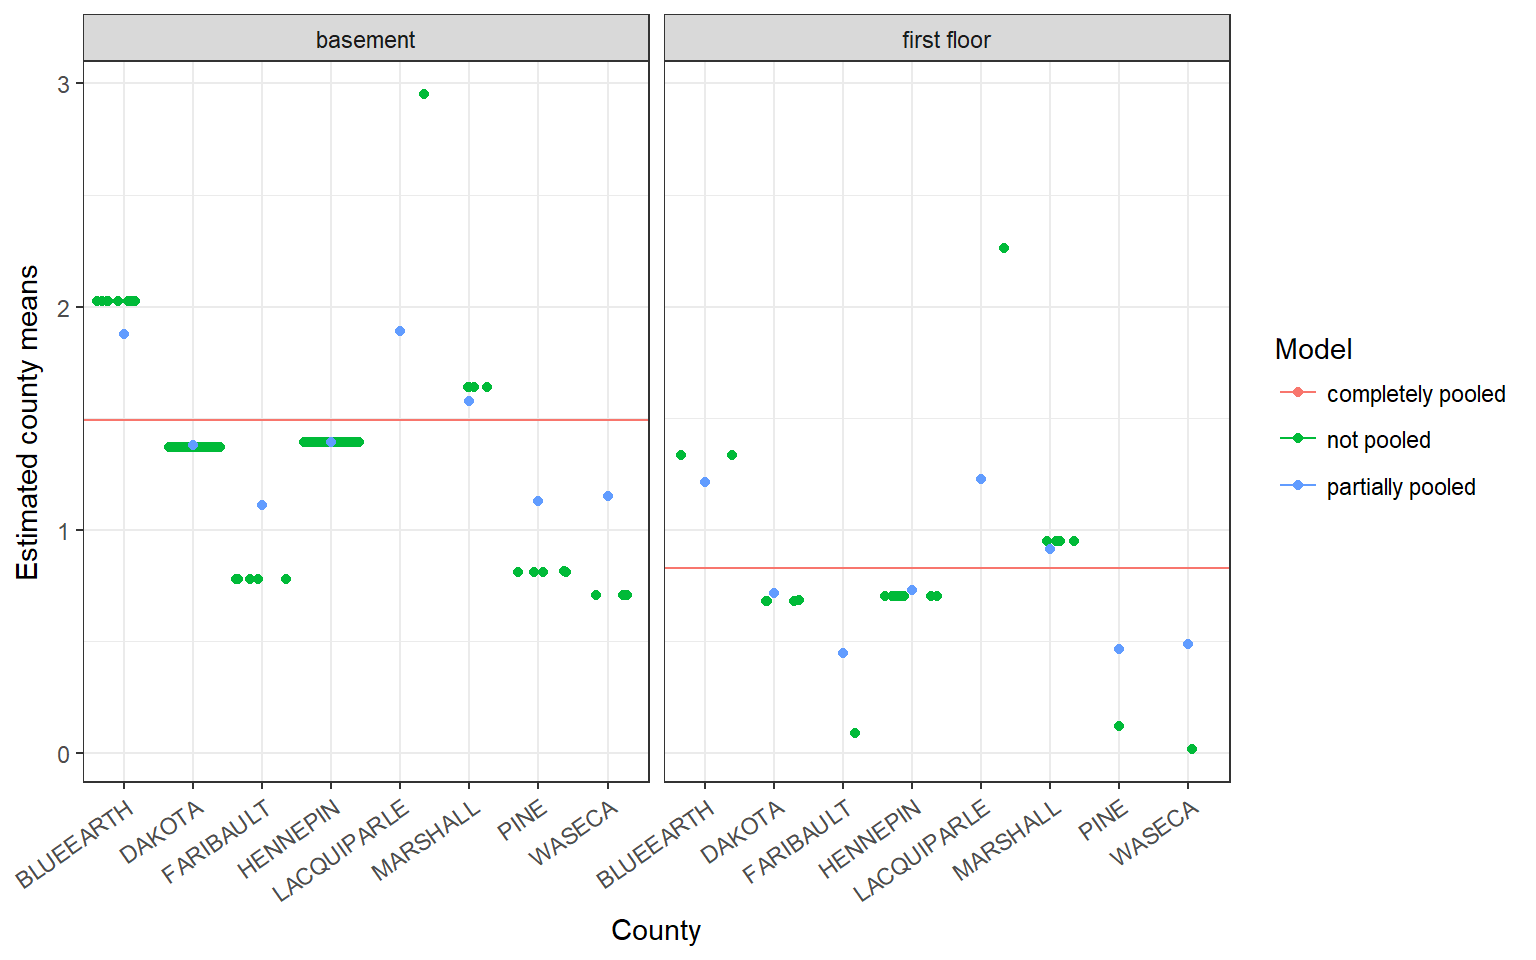 basement
first floor
Estimated county means
3
2
1
0
BLUEEARTH
DAKOTA
FARIBAULT
HENNEPIN
LACQUIPARLE
MARSHALL
PINE
WASECA
BLUEEARTH
DAKOTA
FARIBAULT
HENNEPIN
LACQUIPARLE
MARSHALL
PINE
WASECA
County
Model
completely pooled
not pooled
partially pooled